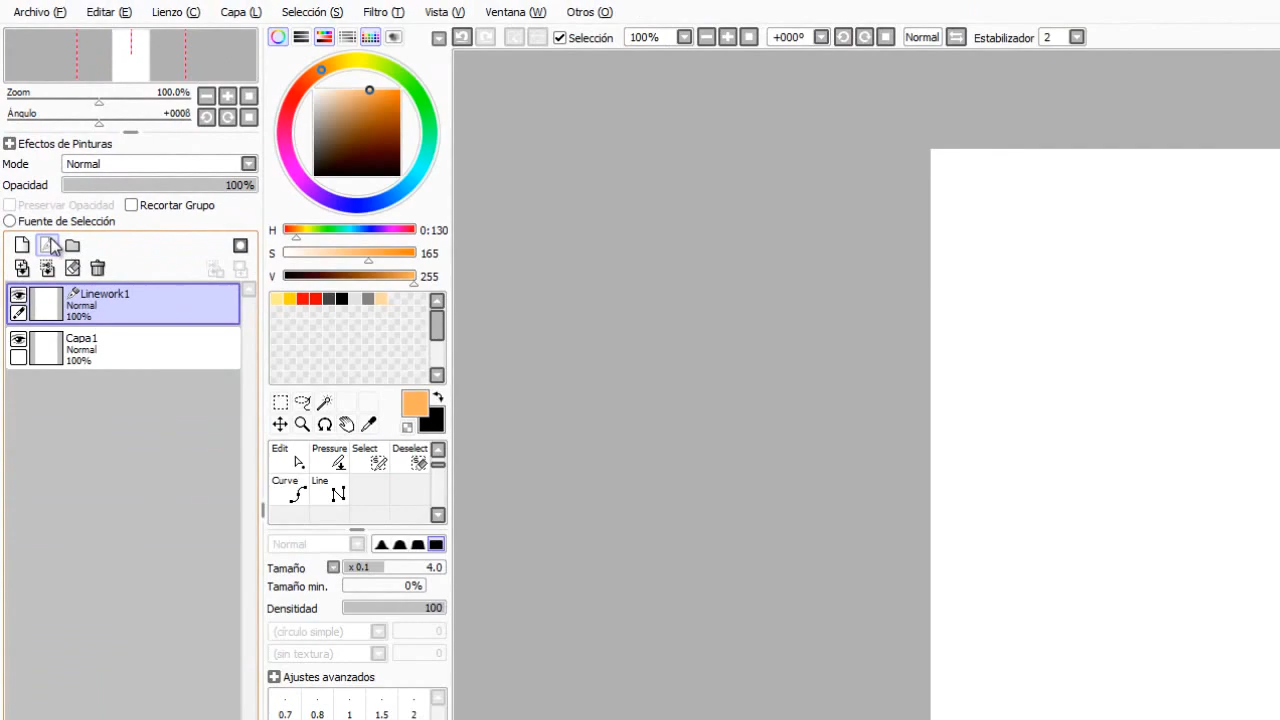 Archivo (F) Editar (E) Lienzo (C) Capa (L) Selección (S) Filtro (T) Vista (V) Ventana (W) Otros (O)
Selección 100% +000º Normal Estabilizador 2
Zoom 100.0%
Ángulo +000º
Efectos de Pinturas
Mode Normal
Opacidad 100%
Preservar Opacidad Recortar Grupo
Fuente de Selección
Linework1
Normal
100%
Capa1
Normal
100%
H 0:130
S 165
V 255
Edit Pressure Select Deselect
Curve Line
Normal
Tamaño x 0.1 4.0
Tamaño min. 0%
Densitidad 100
(círculo simple) 0
(sin textura) 0
Ajustes avanzados
0.7 0.8 1 1.5 2